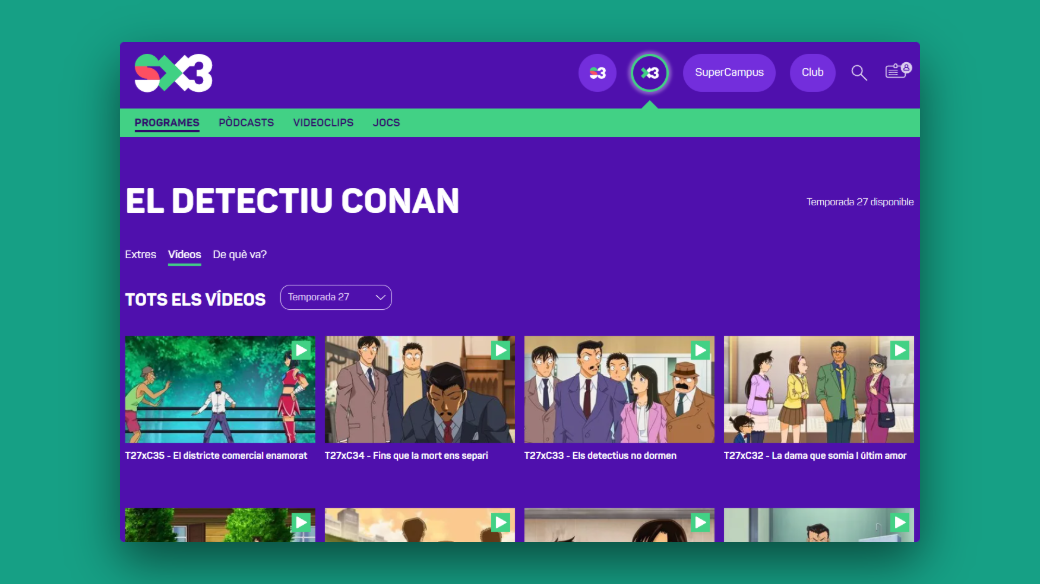 SX3
S3
X3
SuperCampus
Club
PROGRAMES
PÒDCASTS
VIDEOCLIPS
JOCS
EL DETECTIU CONAN
Temporada 27 disponible
Extres
Vídeos
De què va?
TOTS ELS VÍDEOS
Temporada 27
T27xC35 - El districte comercial enamorat
T27xC34 - Fins que la mort ens separi
T27xC33 - Els detectius no dormen
T27xC32 - La dama que somia l últim amor